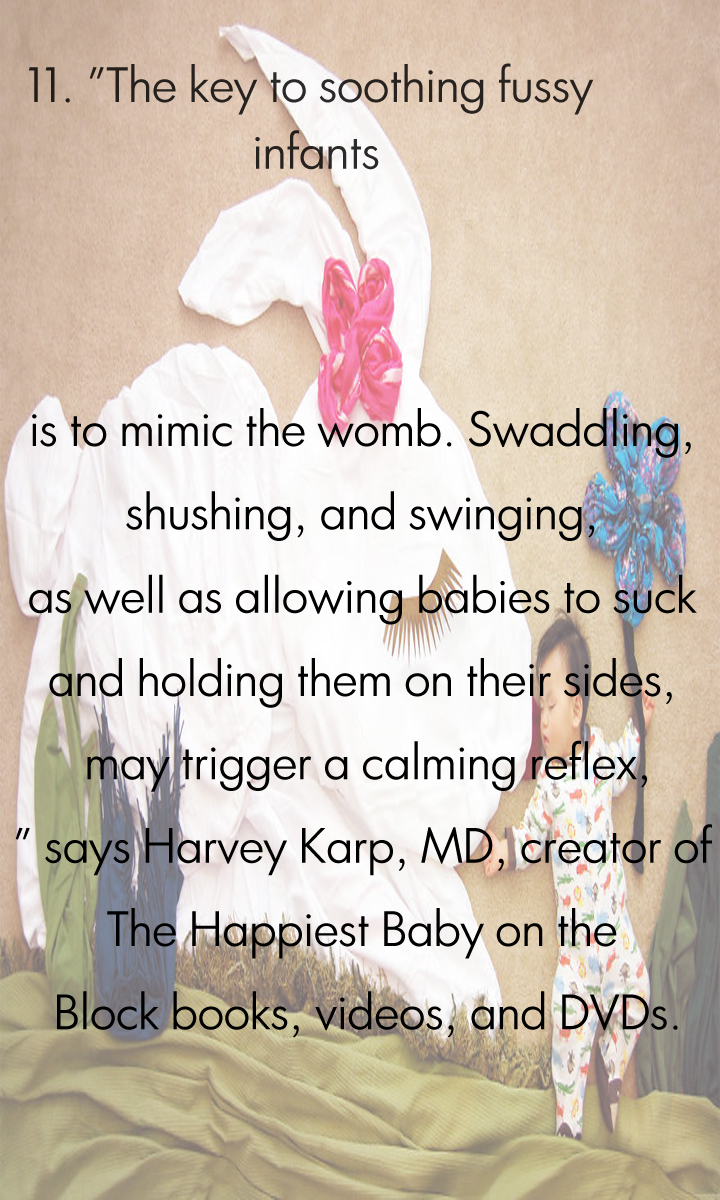 11. "The key to soothing fussy
infants
is to mimic the womb. Swaddling,
shushing, and swinging,
as well as allowing babies to suck
and holding them on their sides,
may trigger a calming reflex,
" says Harvey Karp, MD, creator of
The Happiest Baby on the
Block books, videos, and DVDs.